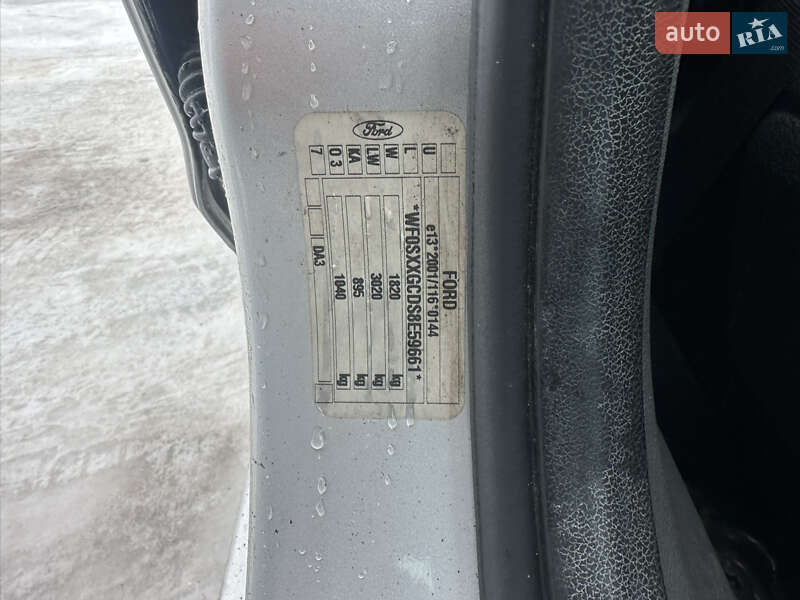 auto RIA.com
Ford
FORD
e13*2001/116*0144
*WF0SXXGCDS8E59661*
1820 kg
3020 kg
895 kg
1040 kg
U
L
W
LW
KA
0 3
7
DA3